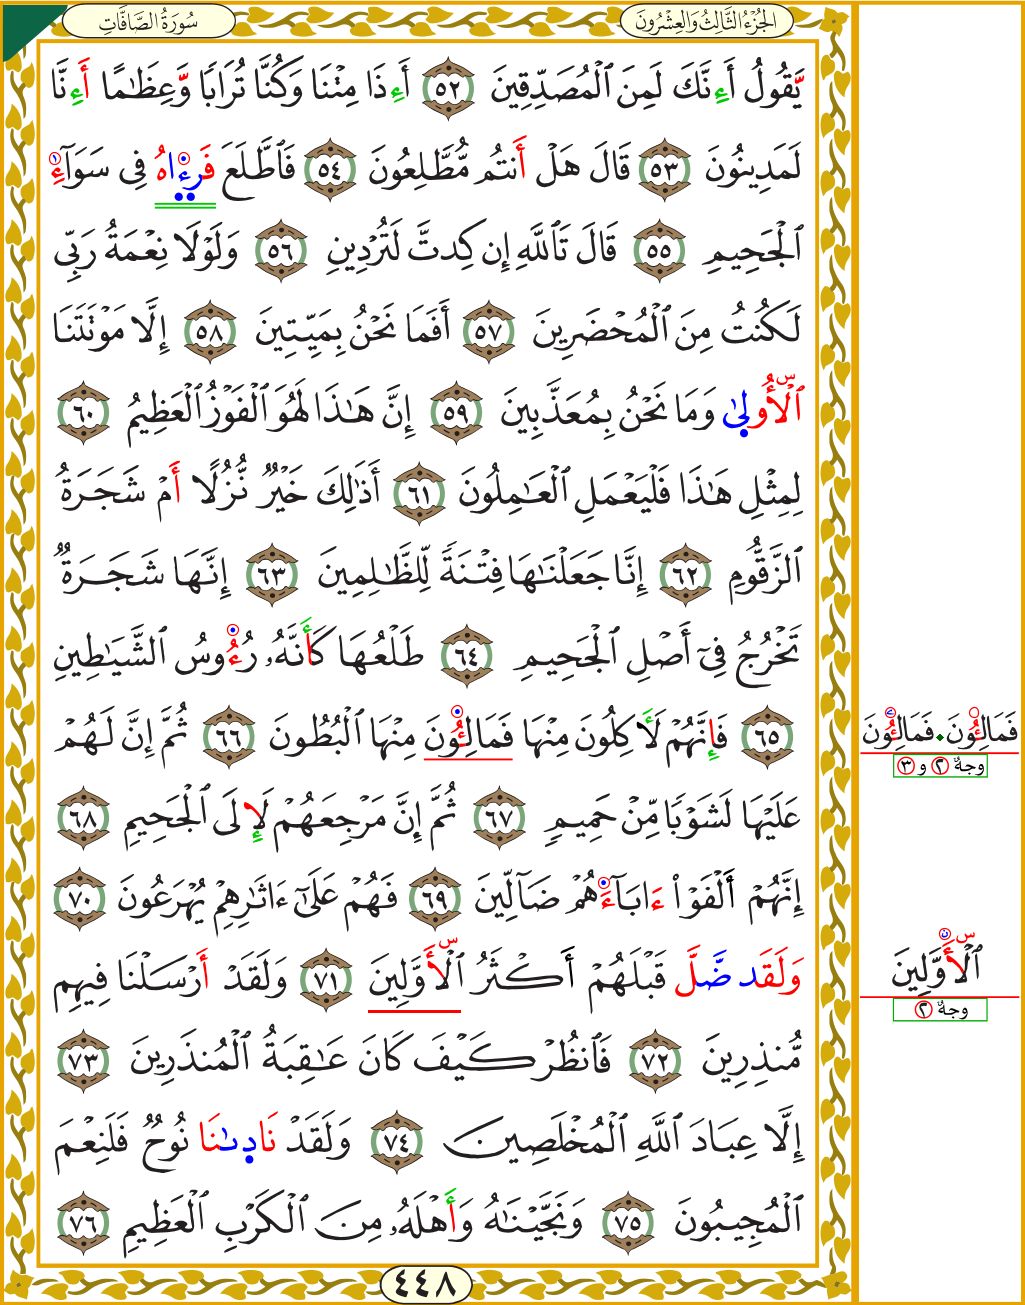 الجُزْءُ الثَّالِثُ وَالعِشْرُونَ
سُورَةُ الصَّافَّاتِ
يَّقُولُ أَءِنَّكَ لَمِنَ ٱلْمُصَدِّقِينَ ٥٢ أَءِذَا مِتْنَا وَكُنَّا تُرَابًا وَّعِظَٰمًا أَءِنَّا
لَمَدِينُونَ ٥٣ قَالَ هَلْ أَنتُم مُّطَّلِعُونَ ٥٤ فَٱطَّلَعَ فَرِءَاهُ فِى سَوَآءِ
ٱلْجَحِيمِ ٥٥ قَالَ تَٱللَّهِ إِن كِدتَّ لَتُرْدِينِ ٥٦ وَلَوْلَا نِعْمَةُ رَبِّى
لَكُنتُ مِنَ ٱلْمُحْضَرِينَ ٥٧ أَفَمَا نَحْنُ بِمَيِّتِينَ ٥٨ إِلَّا مَوْتَتَنَا
ٱلْأُولِىٰ وَمَا نَحْنُ بِمُعَذَّبِينَ ٥٩ إِنَّ هَٰذَا لَهُوَ ٱلْفَوْزُ ٱلْعَظِيمُ ٦٠
لِمِثْلِ هَٰذَا فَلْيَعْمَلِ ٱلْعَٰمِلُونَ ٦١ أَذَٰلِكَ خَيْرٌ نُّزُلًا أَمْ شَجَرَةُ
ٱلزَّقُّومِ ٦٢ إِنَّا جَعَلْنَٰهَا فِتْنَةً لِّلظَّٰلِمِينَ ٦٣ إِنَّهَا شَجَرَةٌ
تَخْرُجُ فِىٓ أَصْلِ ٱلْجَحِيمِ ٦٤ طَلْعُهَا كَأَنَّهُۥ رُءُوسُ ٱلشَّيَٰطِينِ
٦٥ فَإِنَّهُمْ لَأَكِلُونَ مِنْهَا فَمَالِـُٔونَ مِنْهَا ٱلْبُطُونَ ٦٦ ثُمَّ إِنَّ لَهُمْ
عَلَيْهَا لَشَوْبًا مِّنْ حَمِيمٍ ٦٧ ثُمَّ إِنَّ مَرْجِعَهُمْ لَإِلَى ٱلْجَحِيمِ ٦٨
إِنَّهُمْ أَلْفَوْا۟ ءَابَآءَهُمْ ضَآلِّينَ ٦٩ فَهُمْ عَلَىٰٓ ءَاثَٰرِهِمْ يُهْرَعُونَ ٧٠
وَلَقَد ضَّلَّ قَبْلَهُمْ أَكْثَرُ ٱلْأَوَّلِينَ ٧١ وَلَقَدْ أَرْسَلْنَا فِيهِم
مُّنذِرِينَ ٧٢ فَٱنظُرْ كَيْفَ كَانَ عَٰقِبَةُ ٱلْمُنذَرِينَ ٧٣
إِلَّا عِبَادَ ٱللَّهِ ٱلْمُخْلَصِينَ ٧٤ وَلَقَدْ نَادِىٰنَا نُوحٌ فَلَنِعْمَ
ٱلْمُجِيبُونَ ٧٥ وَنَجَّيْنَٰهُ وَأَهْلَهُۥ مِنَ ٱلْكَرْبِ ٱلْعَظِيمِ ٧٦
٤٤٨
فَمَالِـُٔونَ • فَمَالِـُٔونَ
وجهٌ ٢ و ٣
ٱلْأَوَّلِينَ
وجهٌ ٢